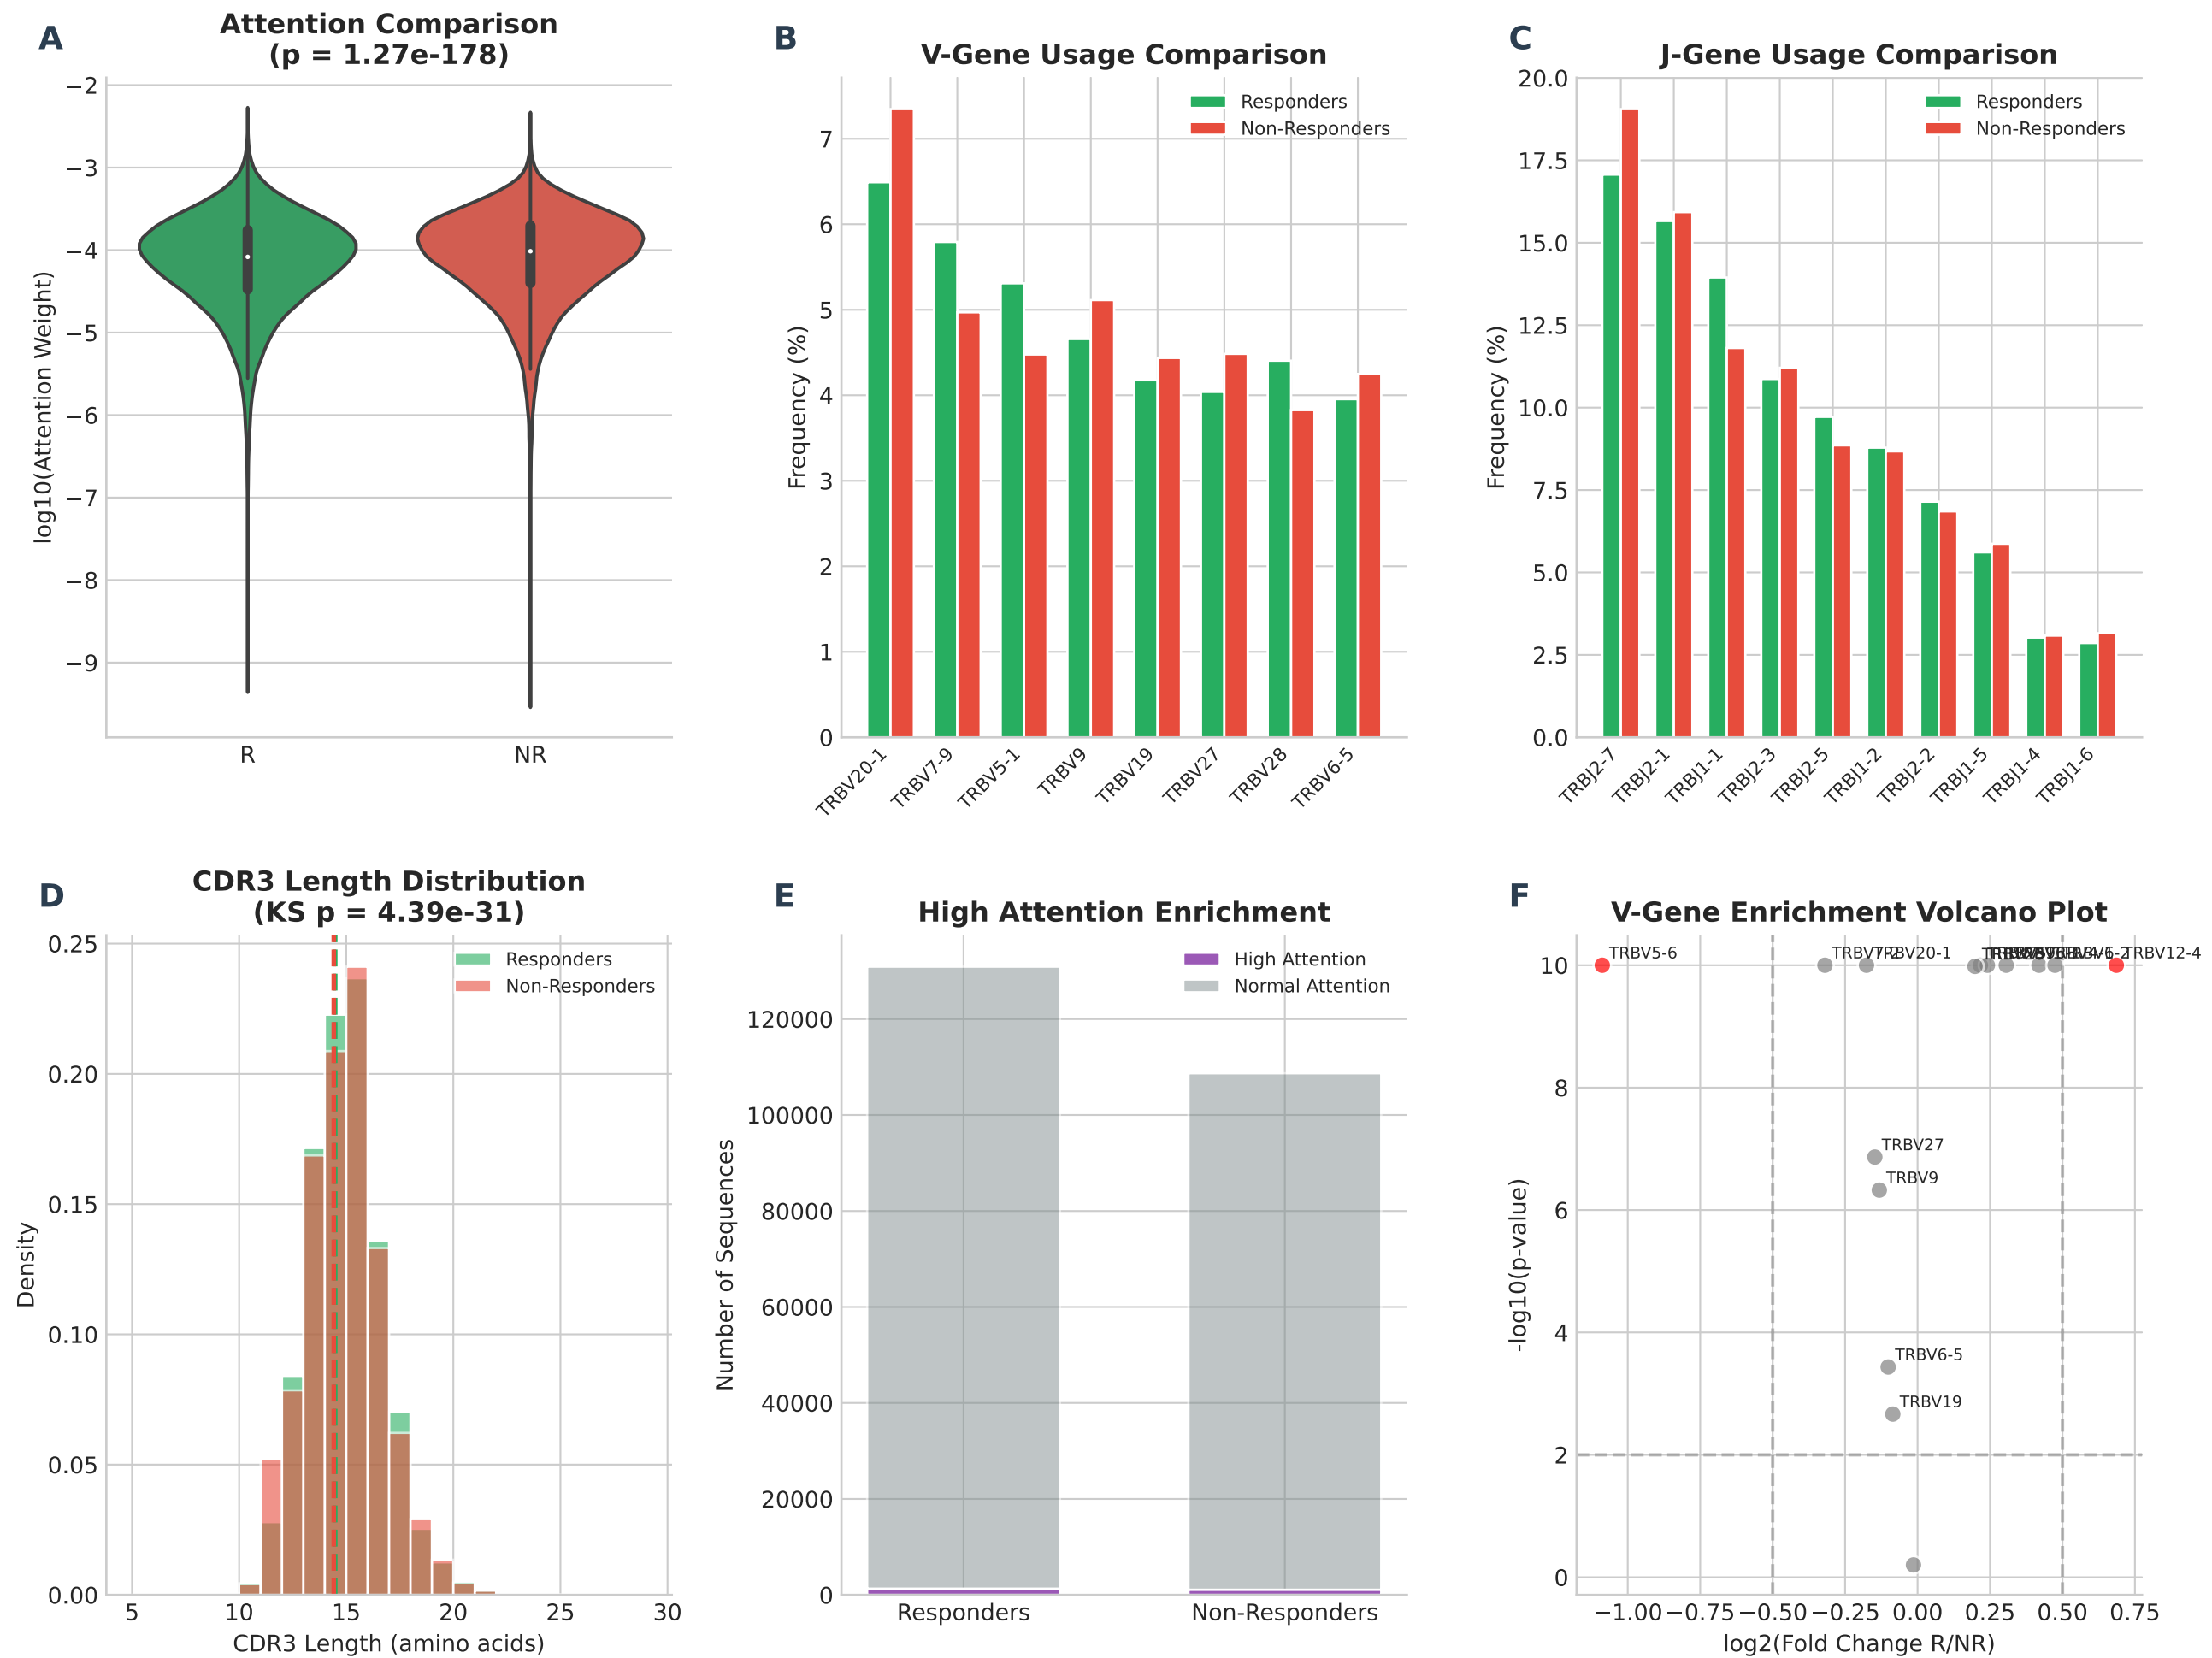 A
Attention Comparison
(p = 1.27e-178)
log10(Attention Weight)
−2
−3
−4
−5
−6
−7
−8
−9
R
NR
B
V-Gene Usage Comparison
Responders
Non-Responders
Frequency (%)
7
6
5
4
3
2
1
0
TRBV20-1
TRBV7-9
TRBV5-1
TRBV9
TRBV19
TRBV27
TRBV28
TRBV6-5
C
J-Gene Usage Comparison
Responders
Non-Responders
Frequency (%)
20.0
17.5
15.0
12.5
10.0
7.5
5.0
2.5
0.0
TRBJ2-7
TRBJ2-1
TRBJ1-1
TRBJ2-3
TRBJ2-5
TRBJ1-2
TRBJ2-2
TRBJ1-5
TRBJ1-4
TRBJ1-6
D
CDR3 Length Distribution
(KS p = 4.39e-31)
Responders
Non-Responders
Density
0.25
0.20
0.15
0.10
0.05
0.00
5
10
15
20
25
30
CDR3 Length (amino acids)
E
High Attention Enrichment
High Attention
Normal Attention
Number of Sequences
120000
100000
80000
60000
40000
20000
0
Responders
Non-Responders
F
V-Gene Enrichment Volcano Plot
TRBV5-6
TRBV20-1
TRBV12-4
TRBV27
TRBV9
TRBV6-5
TRBV19
-log10(p-value)
10
8
6
4
2
0
−1.00
−0.75
−0.50
−0.25
0.00
0.25
0.50
0.75
log2(Fold Change R/NR)